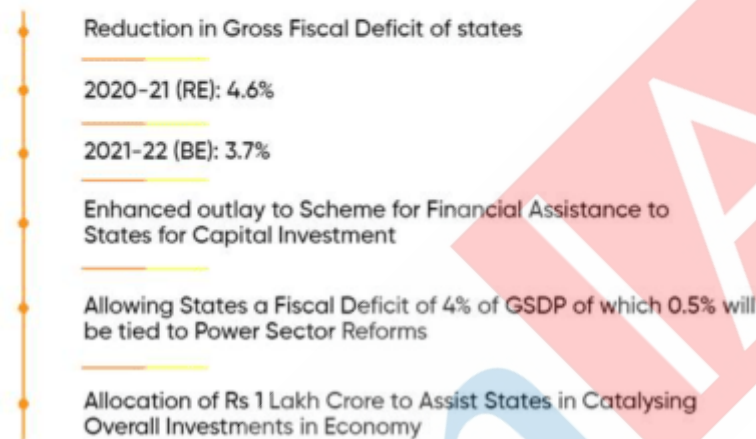 Reduction in Gross Fiscal Deficit of states
2020-21 (RE): 4.6%
2021-22 (BE): 3.7%
Enhanced outlay to Scheme for Financial Assistance to
States for Capital Investment
Allowing States a Fiscal Deficit of 4% of GSDP of which 0.5% will
be tied to Power Sector Reforms
Allocation of Rs 1 Lakh Crore to Assist States in Catalysing
Overall Investments in Economy